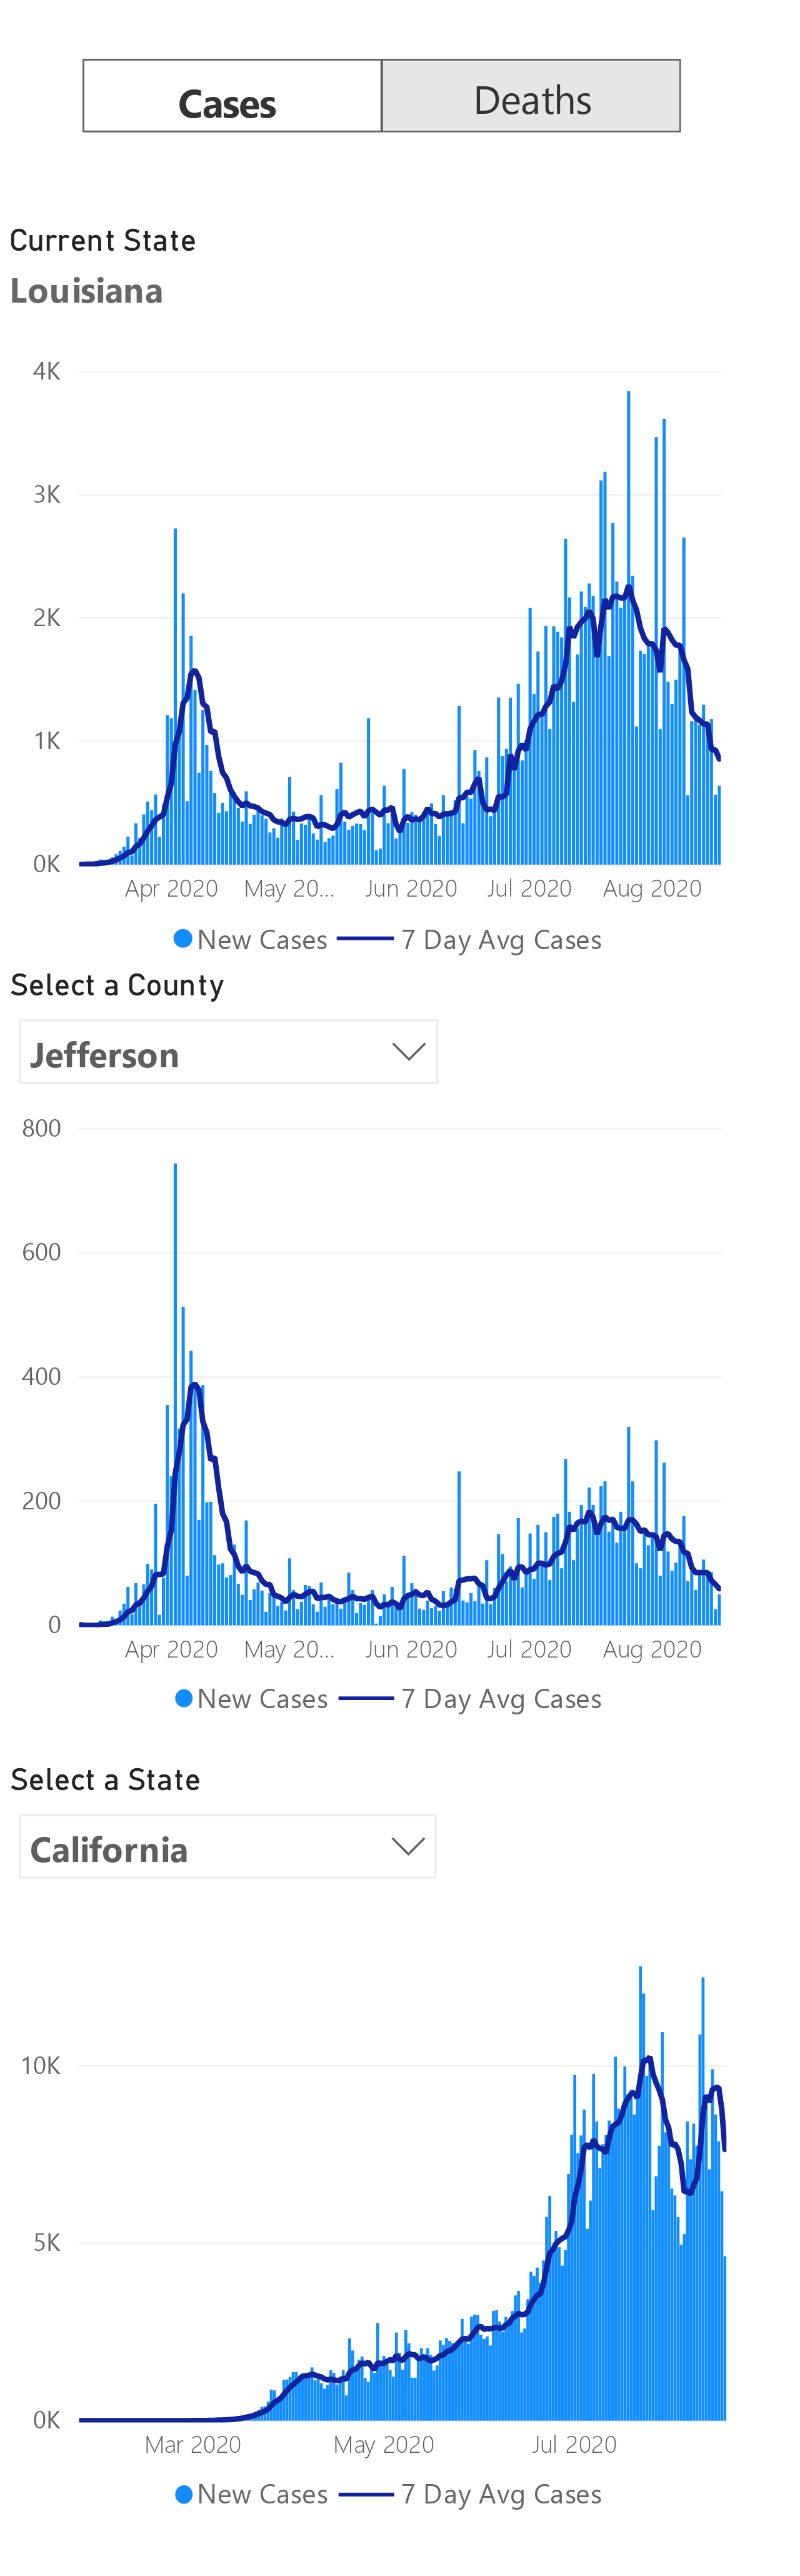 Cases Deaths
Current State
Louisiana
4K
3K
2K
1K
0K
Apr 2020 May 20... Jun 2020 Jul 2020 Aug 2020
New Cases 7 Day Avg Cases
Select a County
Jefferson
800
600
400
200
0
Apr 2020 May 20... Jun 2020 Jul 2020 Aug 2020
New Cases 7 Day Avg Cases
Select a State
California
10K
5K
0K
Mar 2020 May 2020 Jul 2020
New Cases 7 Day Avg Cases